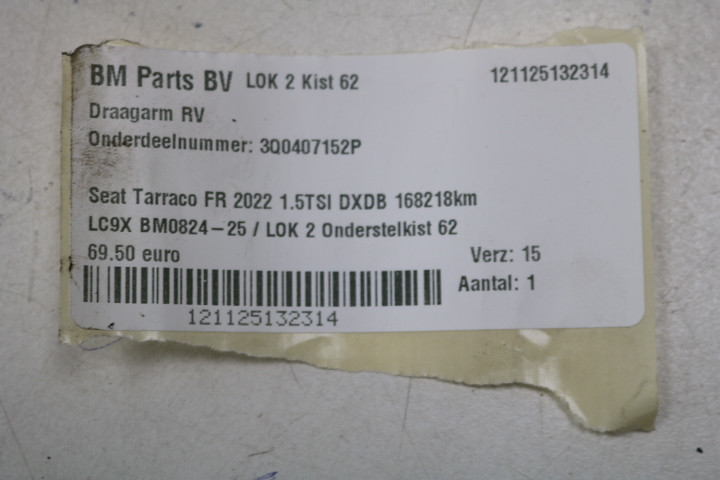 BM Parts BV LOK 2 Kist 62 121125132314
Draagarm RV
Onderdeelnummer: 3Q0407152P
Seat Tarraco FR 2022 1.5TSI DXDB 168218km
LC9X BM0824-25 / LOK 2 Onderstelkist 62
69.50 euro Verz: 15
Aantal: 1
121125132314